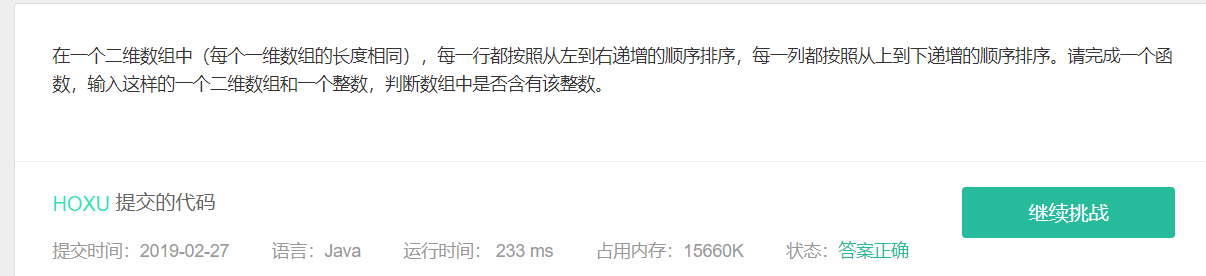 在一个二维数组中（每个一维数组的长度相同），每一行都按照从左到右递增的顺序排序，每一列都按照从上到下递增的顺序排序。请完成一个函
数，输入这样的一个二维数组和一个整数，判断数组中是否含有该整数。
HOXU 提交的代码
继续挑战
提交时间：2019-02-27 语言：Java 运行时间： 233 ms 占用内存：15660K 状态：答案正确